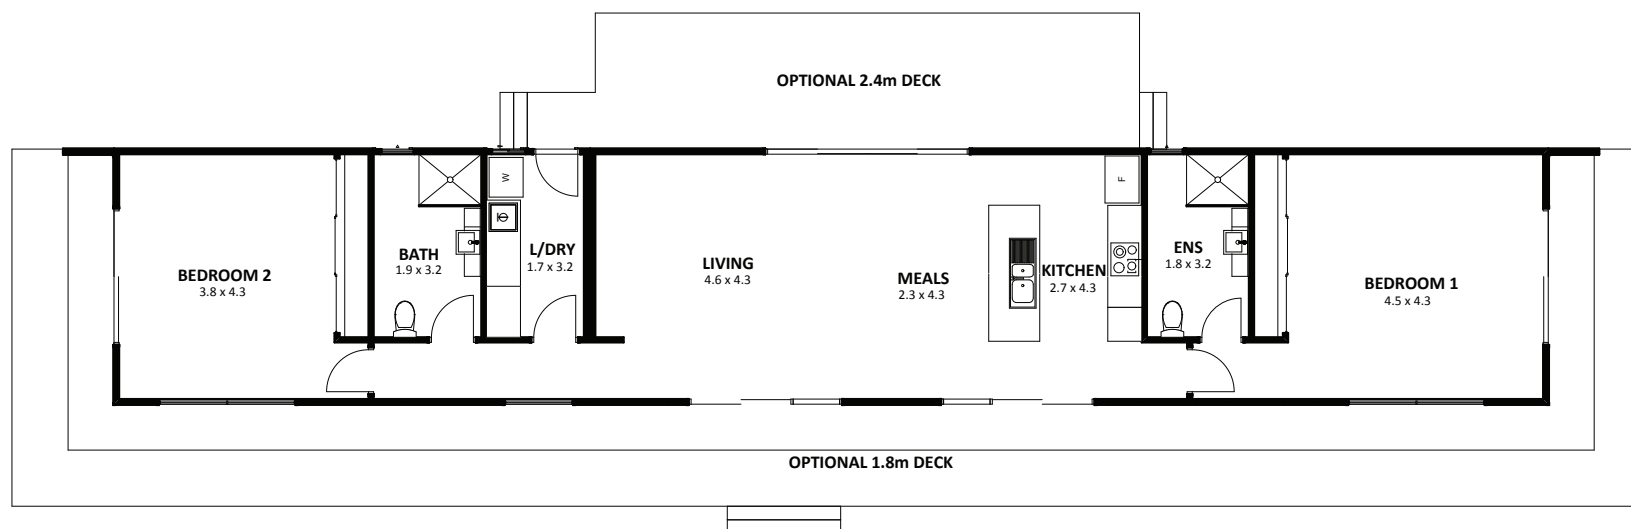 OPTIONAL 2.4m DECK
BEDROOM 2
3.8 x 4.3
BATH
1.9 x 3.2
W
L/DRY
1.7 x 3.2
LIVING
4.6 x 4.3
MEALS
2.3 x 4.3
KITCHEN
2.7 x 4.3
F
ENS
1.8 x 3.2
BEDROOM 1
4.5 x 4.3
OPTIONAL 1.8m DECK